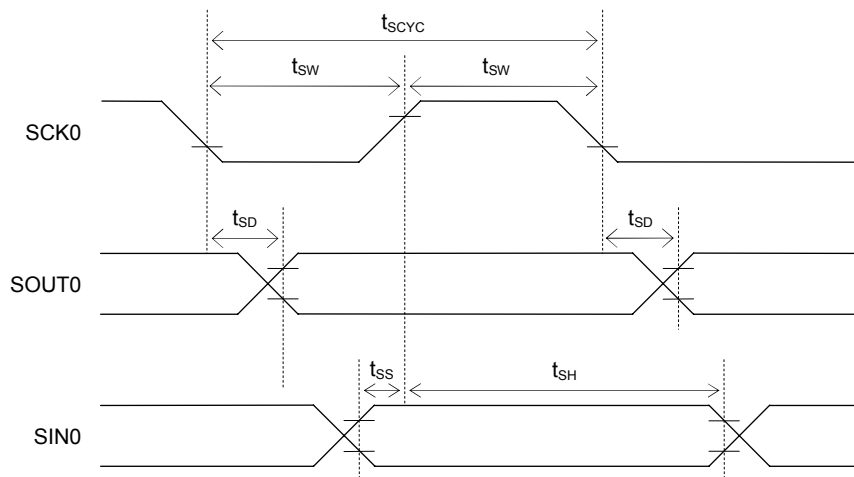 tSCYC
tSW tSW
SCK0
tSD tSD
SOUT0
tSS tSH
SIN0